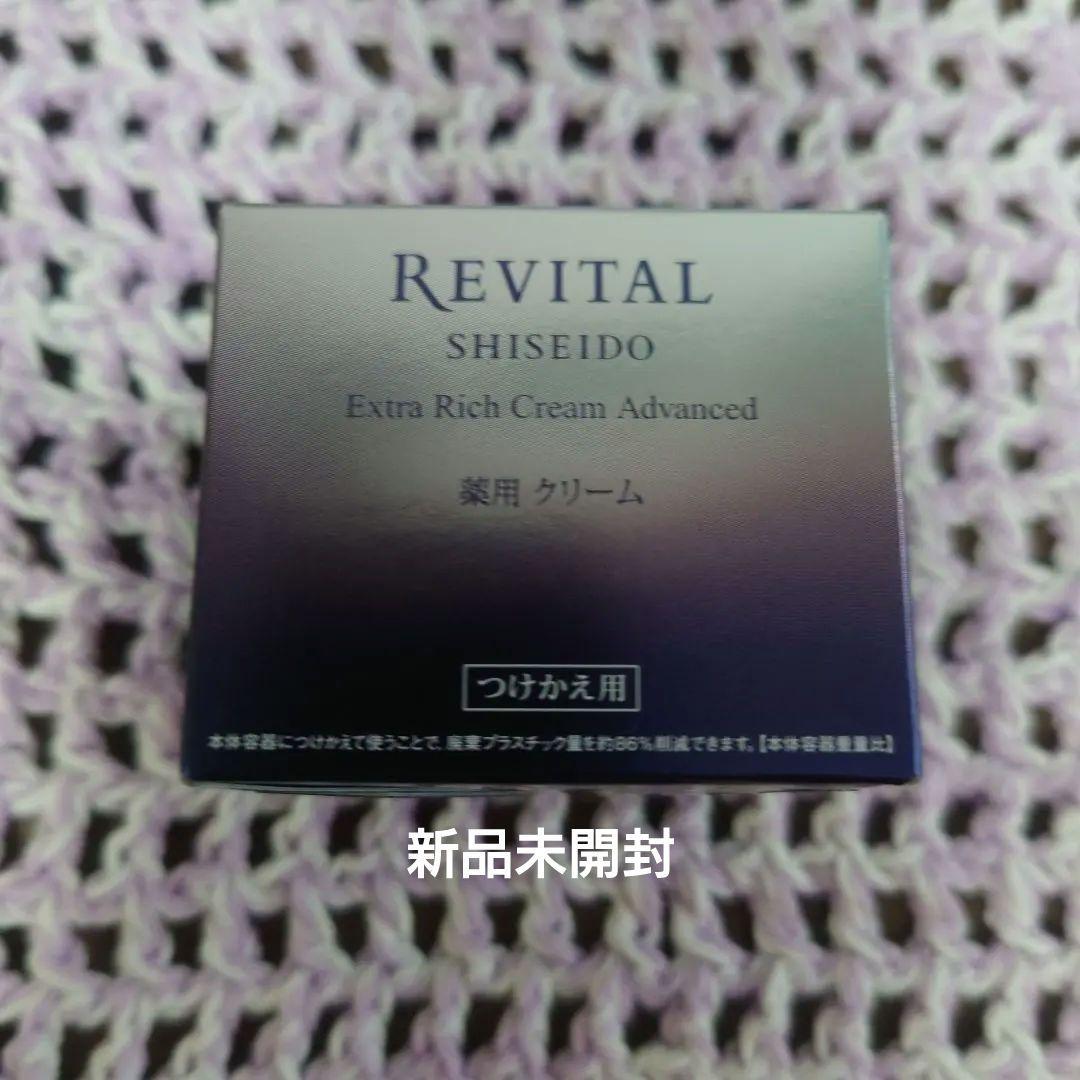 REVITAL
SHISEIDO
Extra Rich Cream Advanced
薬用 クリーム
つけかえ用
本体容器につけかえて使うことで、廃棄プラスチック量を約86%削減できます。【本体容器重量比】
新品未開封